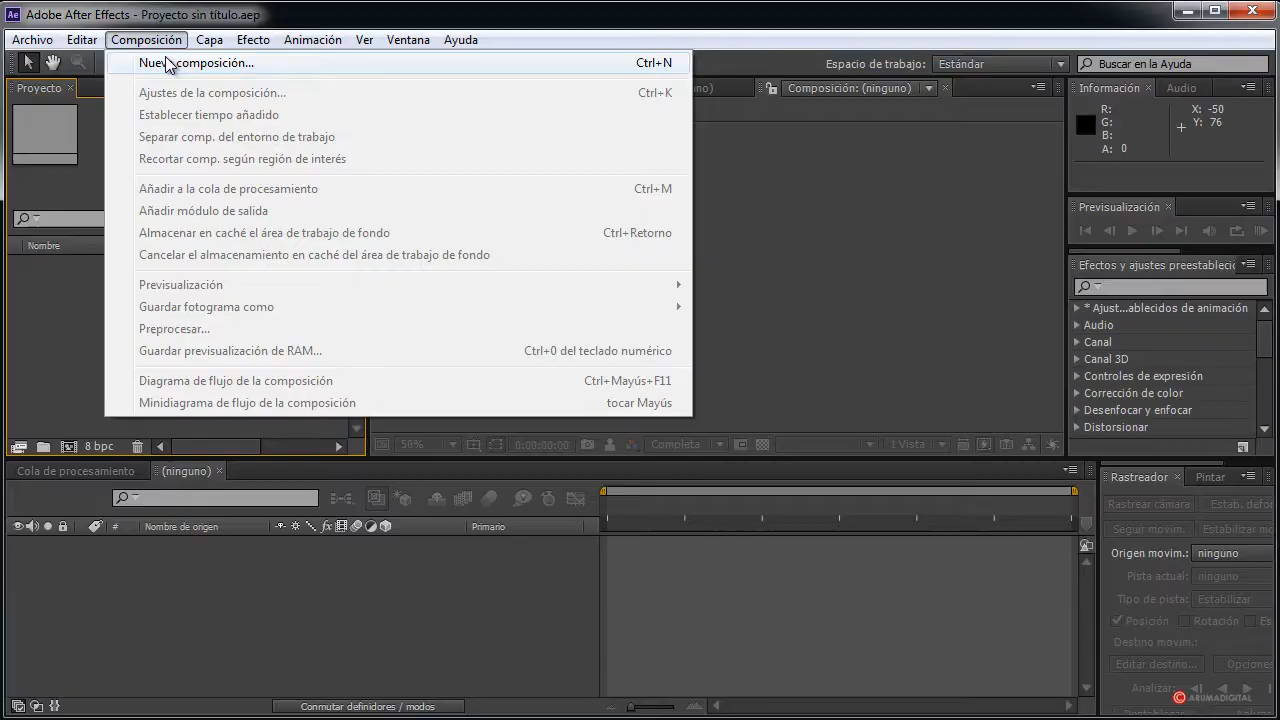 Ae Adobe After Effects - Proyecto sin título.aep
Archivo Editar Composición Capa Efecto Animación Ver Ventana Ayuda
Nueva composición... Ctrl+N
Ajustes de la composición... Ctrl+K
Establecer tiempo añadido
Separar comp. del entorno de trabajo
Recortar comp. según región de interés
Añadir a la cola de procesamiento Ctrl+M
Añadir módulo de salida
Almacenar en caché el área de trabajo de fondo Ctrl+Retorno
Cancelar el almacenamiento en caché del área de trabajo de fondo
Previsualización
Guardar fotograma como
Preprocesar...
Guardar previsualización de RAM... Ctrl+0 del teclado numérico
Diagrama de flujo de la composición Ctrl+Mayús+F11
Minidiagrama de flujo de la composición tocar Mayús
Espacio de trabajo: Estándar Buscar en la Ayuda
Proyecto
Nombre
8 bpc
Composición: (ninguno)
50% 0:00:00:00 Completa 1 Vista
Información Audio
R: X: -50
G: Y: 76
B:
A: 0
Previsualización
Efectos y ajustes preestablecic
* Ajust...ablecidos de animación
Audio
Canal
Canal 3D
Controles de expresión
Corrección de color
Desenfocar y enfocar
Distorsionar
Cola de procesamiento (ninguno)
# Nombre de origen fx Primario
Conmutar definidores / modos
Rastreador Pintar
Rastrear cámara Estab. defor
Seguir movim. Estabilizar mo
Origen movim.: ninguno
Pista actual: ninguno
Tipo de pista: Estabilizar
Posición Rotación Es
Destino movim.:
Editar destino... Opciones
Analizar:
© ARUMADIGITAL